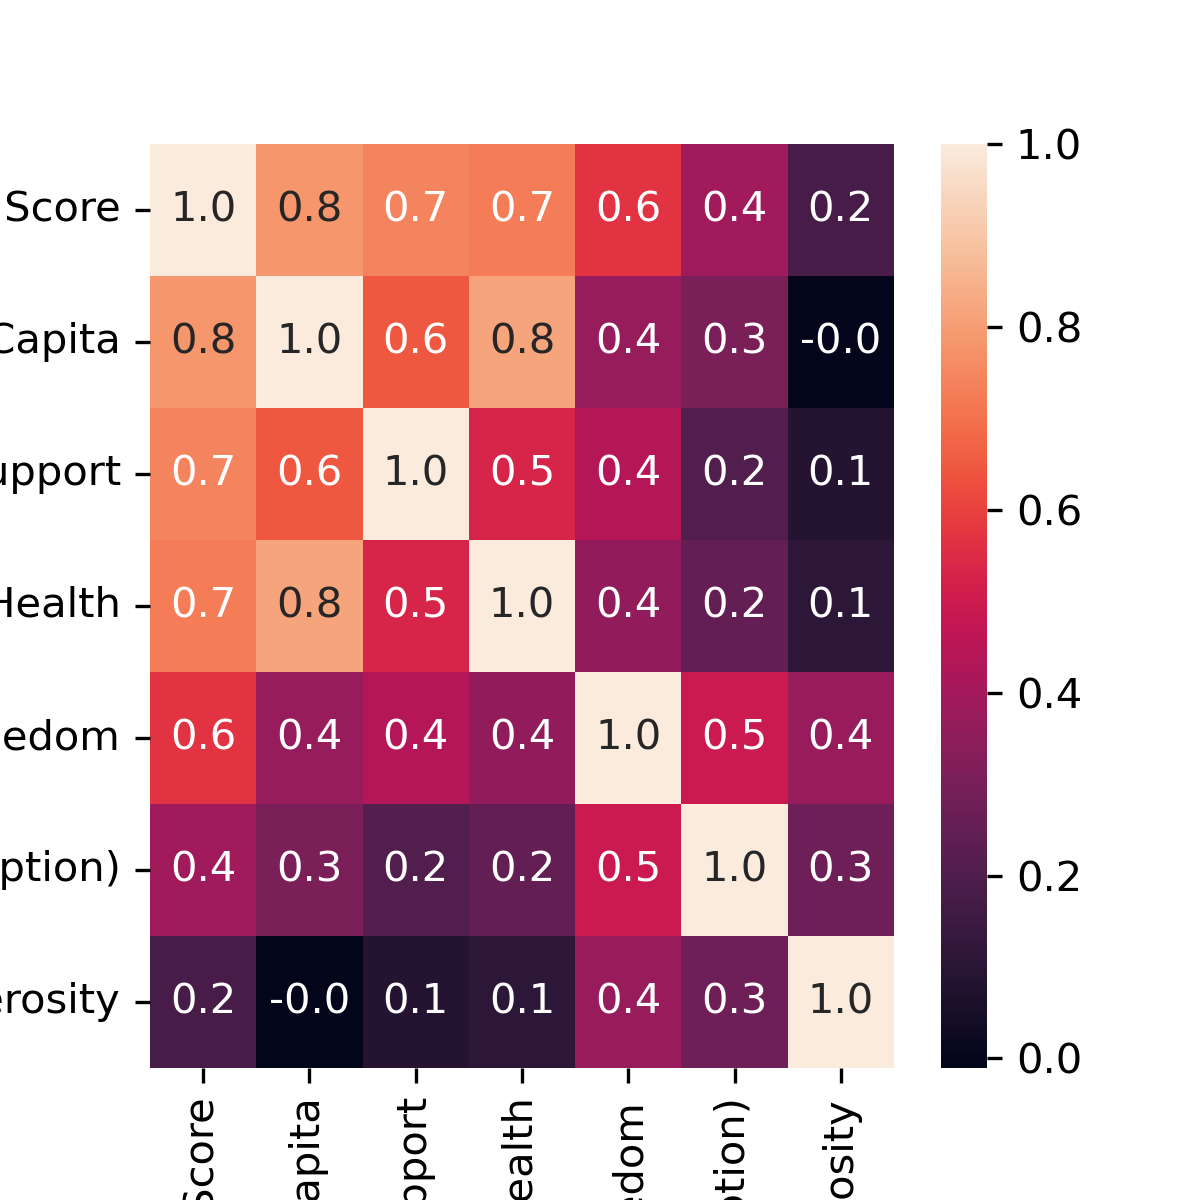 1.0
Score 1.0 0.8 0.7 0.7 0.6 0.4 0.2
0.8
Capita 0.8 1.0 0.6 0.8 0.4 0.3 -0.0
upport 0.7 0.6 1.0 0.5 0.4 0.2 0.1
0.6
Health 0.7 0.8 0.5 1.0 0.4 0.2 0.1
0.4
edom 0.6 0.4 0.4 0.4 1.0 0.5 0.4
ption) 0.4 0.3 0.2 0.2 0.5 1.0 0.3
0.2
erosity 0.2 -0.0 0.1 0.1 0.4 0.3 1.0
0.0
Score
apita
pport
ealth
edom
otion)
osity